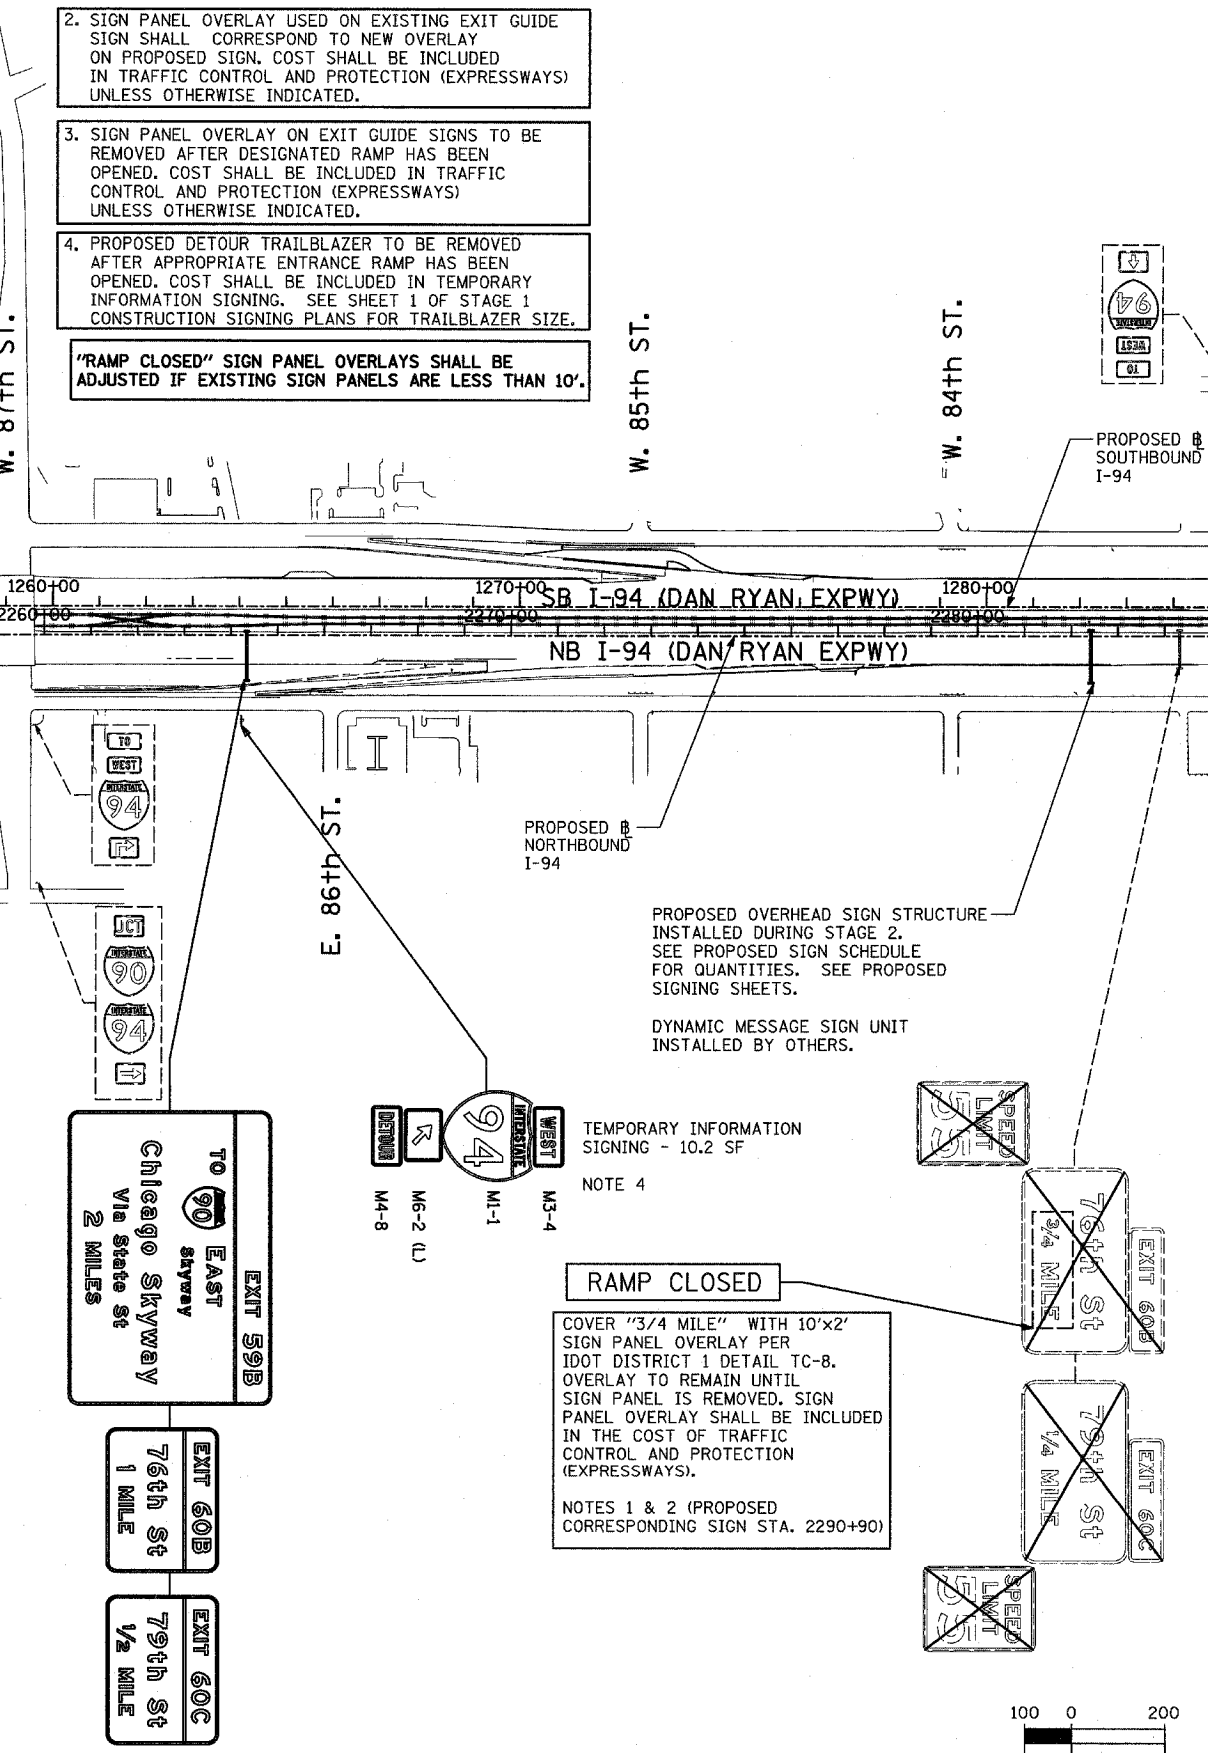 2. SIGN PANEL OVERLAY USED ON EXISTING EXIT GUIDE
SIGN SHALL CORRESPOND TO NEW OVERLAY
ON PROPOSED SIGN. COST SHALL BE INCLUDED
IN TRAFFIC CONTROL AND PROTECTION (EXPRESSWAYS)
UNLESS OTHERWISE INDICATED.
3. SIGN PANEL OVERLAY ON EXIT GUIDE SIGNS TO BE
REMOVED AFTER DESIGNATED RAMP HAS BEEN
OPENED. COST SHALL BE INCLUDED IN TRAFFIC
CONTROL AND PROTECTION (EXPRESSWAYS)
UNLESS OTHERWISE INDICATED.
4. PROPOSED DETOUR TRAILBLAZER TO BE REMOVED
AFTER APPROPRIATE ENTRANCE RAMP HAS BEEN
OPENED. COST SHALL BE INCLUDED IN TEMPORARY
INFORMATION SIGNING. SEE SHEET 1 OF STAGE 1
CONSTRUCTION SIGNING PLANS FOR TRAILBLAZER SIZE.
"RAMP CLOSED" SIGN PANEL OVERLAYS SHALL BE
ADJUSTED IF EXISTING SIGN PANELS ARE LESS THAN 10'.
W. 87th ST.
W. 85th ST.
W. 84th ST.
TO
WEST
INTERSTATE
94
PROPOSED ℄
SOUTHBOUND
I-94
1260+00
1270+00
1280+00
SB I-94 (DAN RYAN EXPWY)
2260+00
2270+00
2280+00
NB I-94 (DAN RYAN EXPWY)
TO
WEST
INTERSTATE
94
JCT
INTERSTATE
90
INTERSTATE
94
E. 86th ST.
PROPOSED ℄
NORTHBOUND
I-94
PROPOSED OVERHEAD SIGN STRUCTURE
INSTALLED DURING STAGE 2.
SEE PROPOSED SIGN SCHEDULE
FOR QUANTITIES. SEE PROPOSED
SIGNING SHEETS.
DYNAMIC MESSAGE SIGN UNIT
INSTALLED BY OTHERS.
WEST
INTERSTATE
94
DETOUR
M3-4
M1-1
M6-2 (L)
M4-8
TEMPORARY INFORMATION
SIGNING - 10.2 SF
NOTE 4
EXIT 59B
TO 90 EAST
Skyway
Chicago Skyway
Via State St
2 MILES
EXIT 60B
76th St
1 MILE
EXIT 60C
79th St
1/2 MILE
RAMP CLOSED
COVER "3/4 MILE" WITH 10'x2'
SIGN PANEL OVERLAY PER
IDOT DISTRICT 1 DETAIL TC-8.
OVERLAY TO REMAIN UNTIL
SIGN PANEL IS REMOVED. SIGN
PANEL OVERLAY SHALL BE INCLUDED
IN THE COST OF TRAFFIC
CONTROL AND PROTECTION
(EXPRESSWAYS).
NOTES 1 & 2 (PROPOSED
CORRESPONDING SIGN STA. 2290+90)
SPEED
LIMIT
55
EXIT 60B
76th St
3/4 MILE
EXIT 60C
79th St
1/4 MILE
SPEED
LIMIT
55
100 0 200